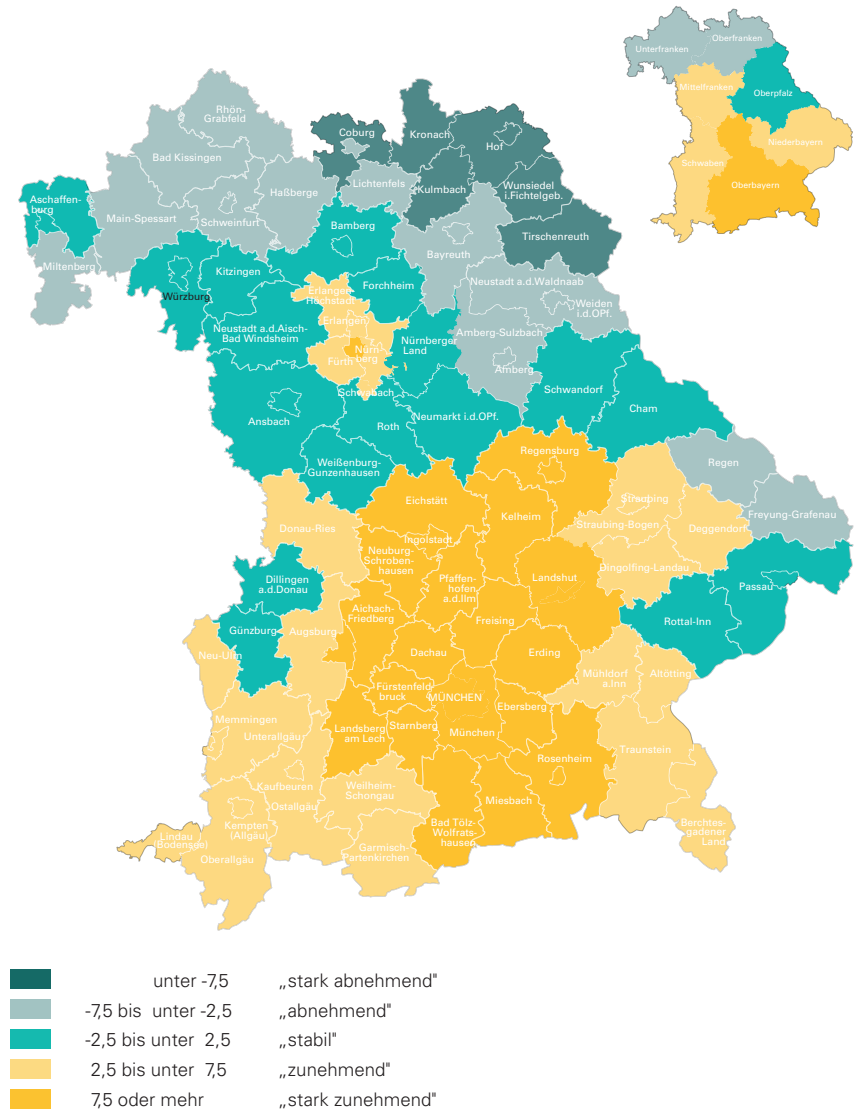 Unterfranken
Oberfranken
Mittelfranken
Oberpfalz
Niederbayern
Schwaben
Oberbayern
Rhön-
Grabfeld
Coburg
Kronach
Hof
Bad Kissingen
Lichtenfels
Kulmbach
Wunsiedel
i.Fichtelgeb.
Haßberge
Aschaffen-
burg
Main-Spessart
Schweinfurt
Bamberg
Tirschenreuth
Miltenberg
Bayreuth
Kitzingen
Forchheim
Neustadt a.d.Waldnaab
Würzburg
Erlangen-
Höchstadt
Weiden
i.d.OPf.
Erlangen
Neustadt a.d.Aisch-
Bad Windsheim
Nürnberger
Land
Amberg-Sulzbach
Nürn-
berg
Fürth
Amberg
Schwabach
Schwandorf
Cham
Ansbach
Roth
Neumarkt i.d.OPf.
Weißenburg-
Gunzenhausen
Regensburg
Regen
Eichstätt
Straubing
Kelheim
Freyung-Grafenau
Donau-Ries
Straubing-Bogen
Deggendorf
Ingolstadt
Neuburg-
Schrobenhausen
Dingolfing-Landau
Dillingen
a.d.Donau
Pfaffen-
hofen
a.d.Ilm
Landshut
Passau
Aichach-
Friedberg
Günzburg
Augsburg
Freising
Rottal-Inn
Neu-Ulm
Dachau
Erding
Mühldorf
a.Inn
Altötting
Fürstenfeld
bruck
MÜNCHEN
Ebersberg
Memmingen
Landsberg
am Lech
Starnberg
München
Unterallgäu
Traunstein
Rosenheim
Kaufbeuren
Weilheim-
Schongau
Ostallgäu
Miesbach
Bad Tölz-
Wolfrats-
hausen
Kempten
(Allgäu)
Lindau
(Bodensee)
Berchtes-
gadener
Land
Garmisch-
Partenkirchen
Oberallgäu
unter -7,5 „stark abnehmend"
-7,5 bis unter -2,5 „abnehmend"
-2,5 bis unter 2,5 „stabil"
2,5 bis unter 7,5 „zunehmend"
7,5 oder mehr „stark zunehmend"